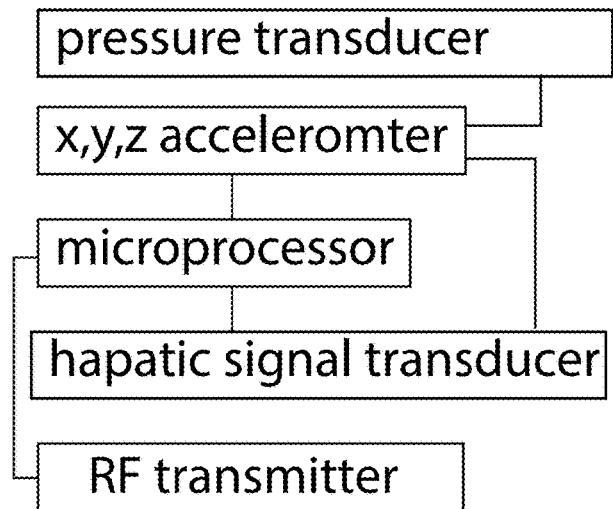 pressure transducer
x,y,z acceleromter
microprocessor
hapatic signal transducer
RF transmitter